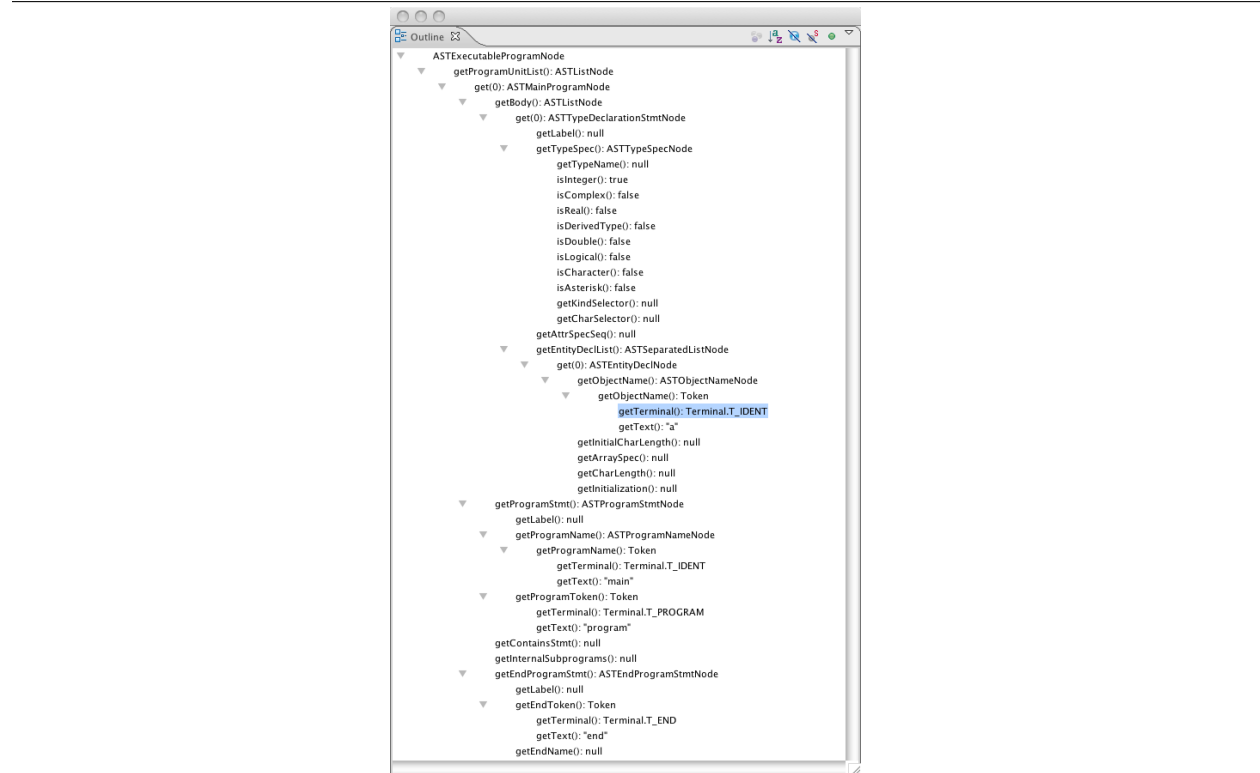 Outline
ASTExecutableProgramNode
getProgramUnitList(): ASTListNode
get(0): ASTMainProgramNode
getBody(): ASTListNode
get(0): ASTTypeDeclarationStmtNode
getLabel(): null
getTypeSpec(): ASTTypeSpecNode
getTypeName(): null
isInteger(): true
isComplex(): false
isReal(): false
isDerivedType(): false
isDouble(): false
isLogical(): false
isCharacter(): false
isAsterisk(): false
getKindSelector(): null
getCharSelector(): null
getAttrSpecSeq(): null
getEntityDeclList(): ASTSeparatedListNode
get(0): ASTEntityDeclNode
getObjectName(): ASTObjectNameNode
getObjectName(): Token
getTerminal(): Terminal.T_IDENT
getText(): "a"
getInitialCharLength(): null
getArraySpec(): null
getCharLength(): null
getInitialization(): null
getProgramStmt(): ASTProgramStmtNode
getLabel(): null
getProgramName(): ASTProgramNameNode
getProgramName(): Token
getTerminal(): Terminal.T_IDENT
getText(): "main"
getProgramToken(): Token
getTerminal(): Terminal.T_PROGRAM
getText(): "program"
getContainsStmt(): null
getInternalSubprograms(): null
getEndProgramStmt(): ASTEndProgramStmtNode
getLabel(): null
getEndToken(): Token
getTerminal(): Terminal.T_END
getText(): "end"
getEndName(): null